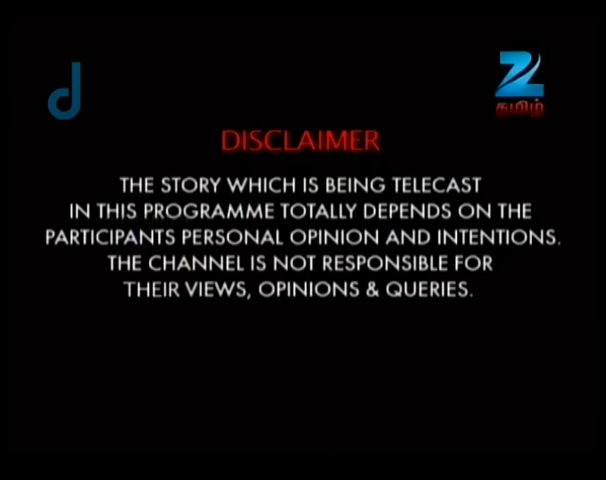 d
Z
தமிழ்
DISCLAIMER
THE STORY WHICH IS BEING TELECAST
IN THIS PROGRAMME TOTALLY DEPENDS ON THE
PARTICIPANTS PERSONAL OPINION AND INTENTIONS.
THE CHANNEL IS NOT RESPONSIBLE FOR
THEIR VIEWS, OPINIONS & QUERIES.